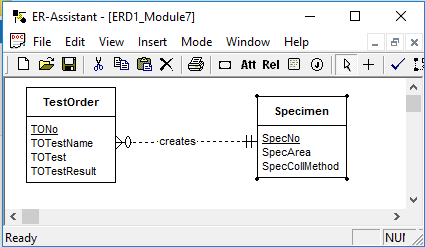 ER-Assistant - [ERD1_Module7]
File Edit View Insert Mode Window Help
Att Rel
TestOrder
TONo
TOTestName
TOTest
TOTestResult
creates
Specimen
SpecNo
SpecArea
SpecCollMethod
Ready
NUM